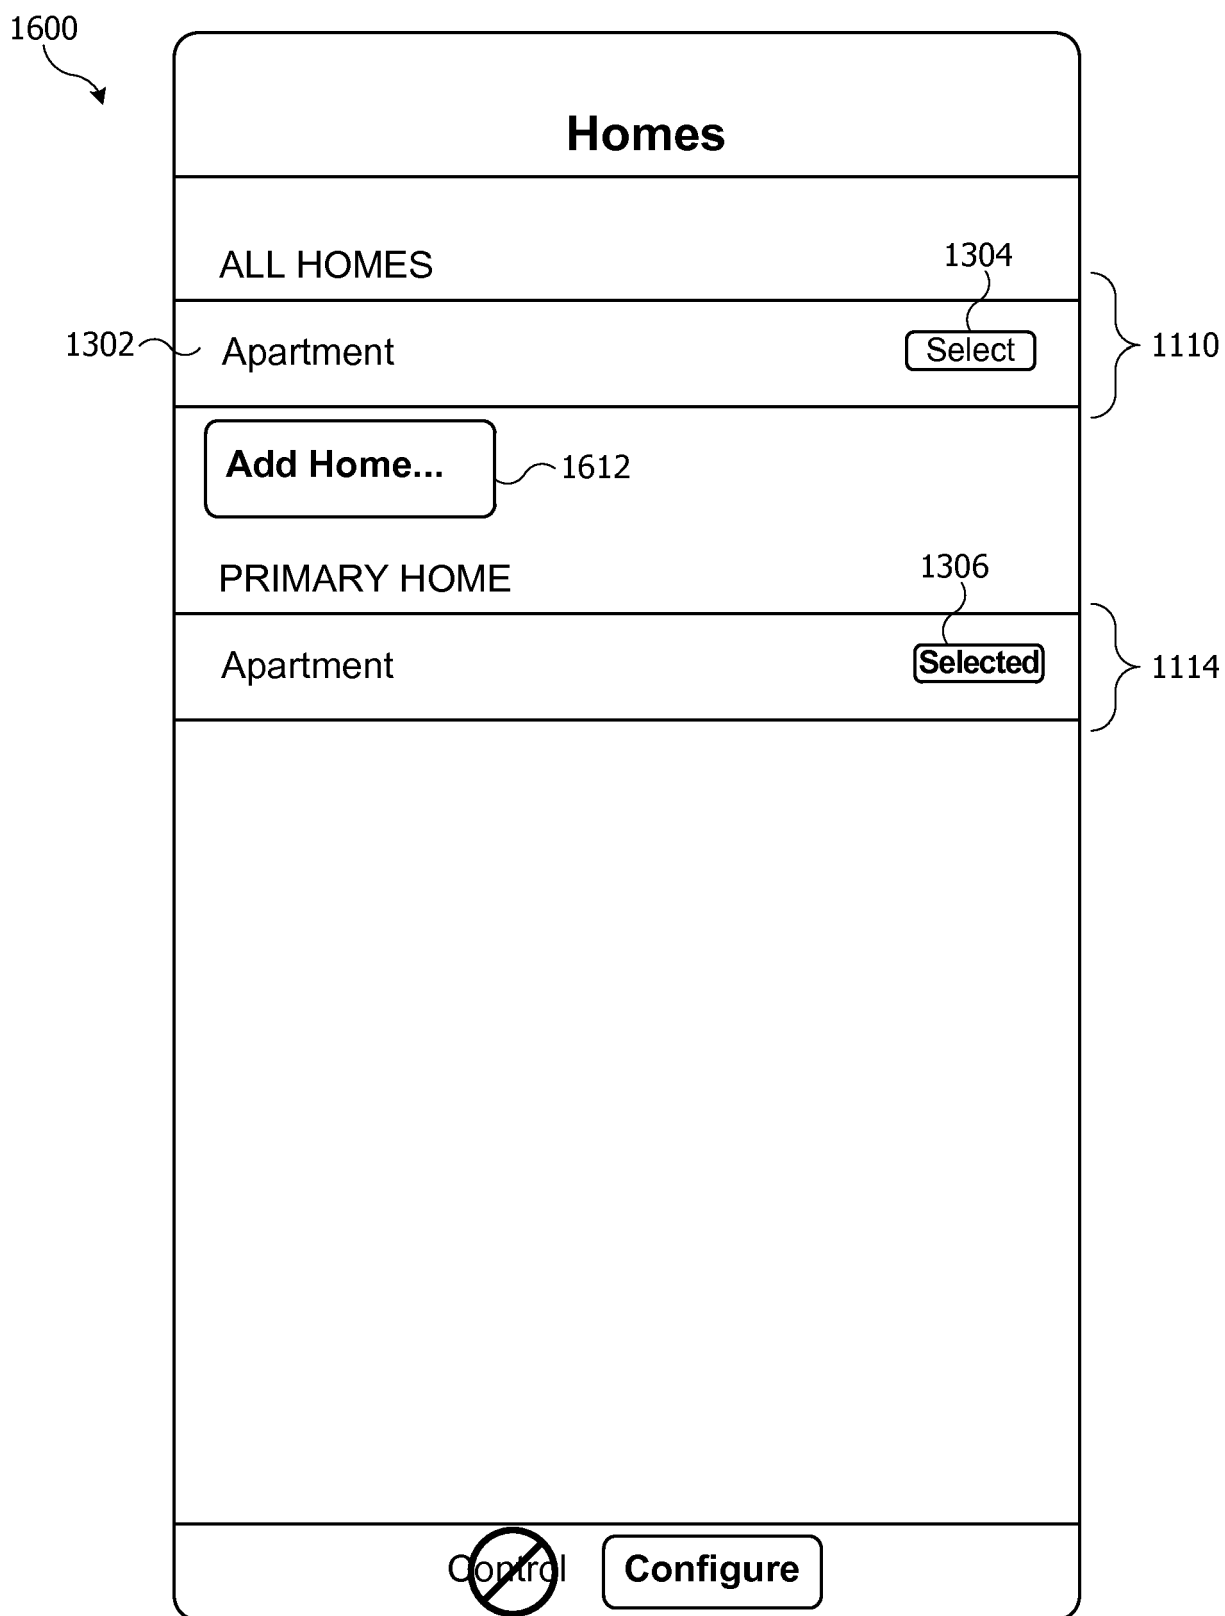 1600
Homes
ALL HOMES
1304
1302
Apartment
Select
1110
Add Home...
1612
PRIMARY HOME
1306
Apartment
Selected
1114
Control
Configure